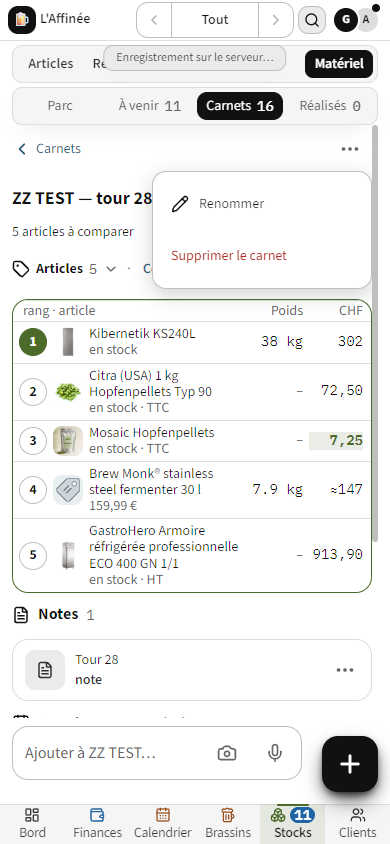 L'Affinée
Tout
G
A
Articles
Enregistrement sur le serveur…
Matériel
Parc
À venir 11
Carnets 16
Réalisés 0
Carnets
ZZ TEST — tour 28
Renommer
5 articles à comparer
Supprimer le carnet
Articles 5
rang · article
Poids
CHF
1
Kibernetik KS240L
en stock
38 kg
302
2
Citra (USA) 1 kg
Hopfenpellets Typ 90
en stock · TTC
–
72,50
3
Mosaic Hopfenpellets
en stock · TTC
–
7,25
4
Brew Monk® stainless
steel fermenter 30 l
159,99 €
7.9 kg
≈147
5
GastroHero Armoire
réfrigérée professionnelle
ECO 400 GN 1/1
en stock · HT
–
913,90
Notes 1
Tour 28
note
Ajouter à ZZ TEST…
Bord
Finances
Calendrier
Brassins
11
Stocks
Clients